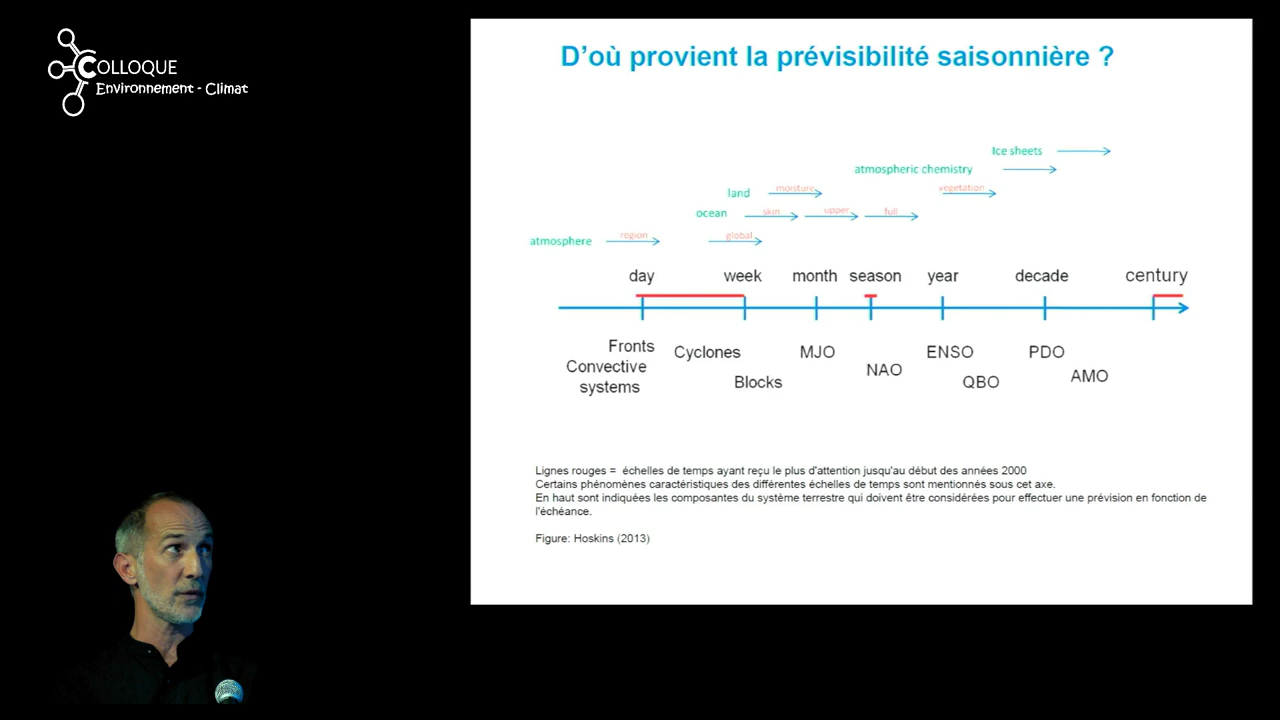 COLLOQUE
Environnement - Climat
D'où provient la prévisibilité saisonnière ?
Ice sheets
atmospheric chemistry
land moisture vegetation
ocean skin upper full
atmosphere region global
day week month season year decade century
Fronts
Cyclones MJO ENSO PDO
Convective
NAO
systems
Blocks QBO AMO
Lignes rouges = échelles de temps ayant reçu le plus d'attention jusqu'au début des années 2000
Certains phénomènes caractéristiques des différentes échelles de temps sont mentionnés sous cet axe.
En haut sont indiquées les composantes du système terrestre qui doivent être considérées pour effectuer une prévision en fonction de
l'échéance.
Figure: Hoskins (2013)